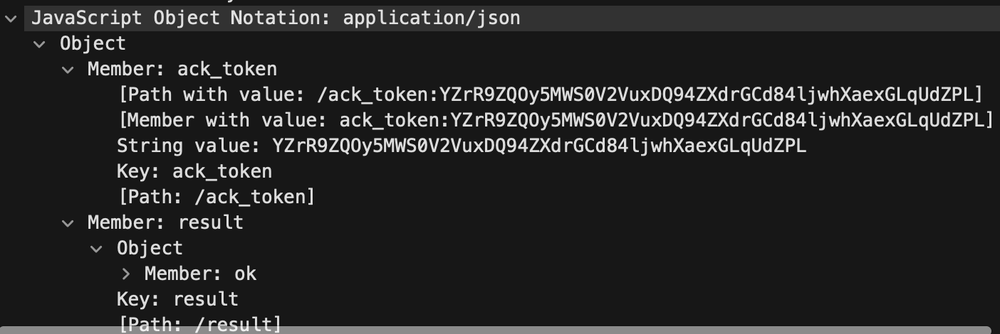 JavaScript Object Notation: application/json
Object
Member: ack_token
[Path with value: /ack_token:YZrR9ZQOy5MWS0V2VuxDQ94ZXdrGCd84ljwhXaexGLqUdZPL]
[Member with value: ack_token:YZrR9ZQOy5MWS0V2VuxDQ94ZXdrGCd84ljwhXaexGLqUdZPL]
String value: YZrR9ZQOy5MWS0V2VuxDQ94ZXdrGCd84ljwhXaexGLqUdZPL
Key: ack_token
[Path: /ack_token]
Member: result
Object
Member: ok
Key: result
[Path: /result]